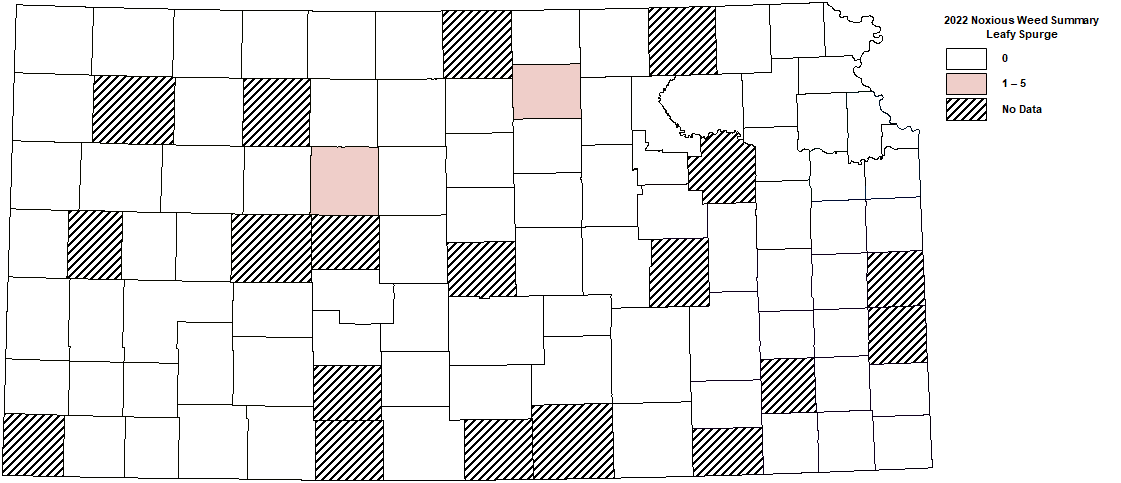 2022 Noxious Weed Summary
Leafy Spurge
0
1 – 5
No Data